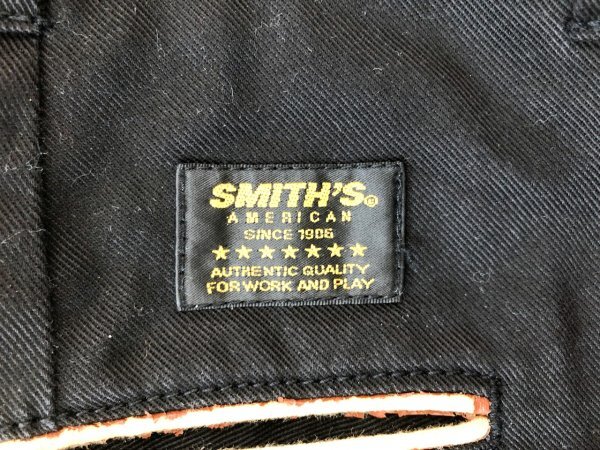 SMITH'S®
AMERICAN
SINCE 1906
★★★★★★★
AUTHENTIC QUALITY
FOR WORK AND PLAY